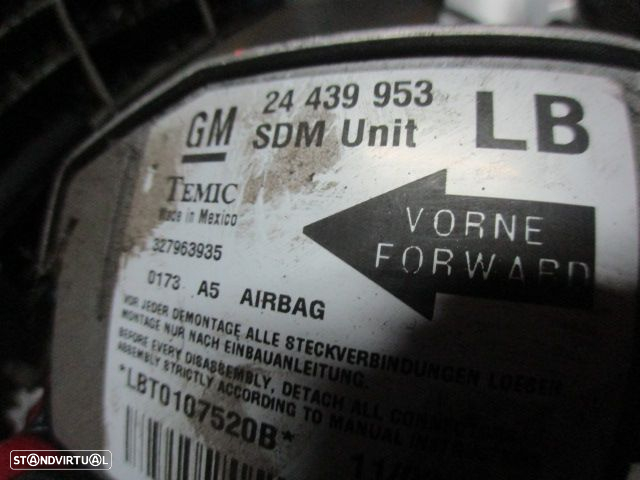 GM
24 439 953
SDM Unit
LB
TEMIC
Made in Mexico
327963935
VORNE
FORWARD
0173 A5 AIRBAG
VOR JEDER DEMONTAGE ALLE STECKVERBINDUNGEN LOESEN
MONTAGE NUR NACH EINBAUANLEITUNG.
BEFORE EVERY DISASSEMBLY, DETACH ALL
ASSEMBLY STRICTLY ACCORDING TO MANUAL
*LBT0107520B*
STANDVIRTUAL